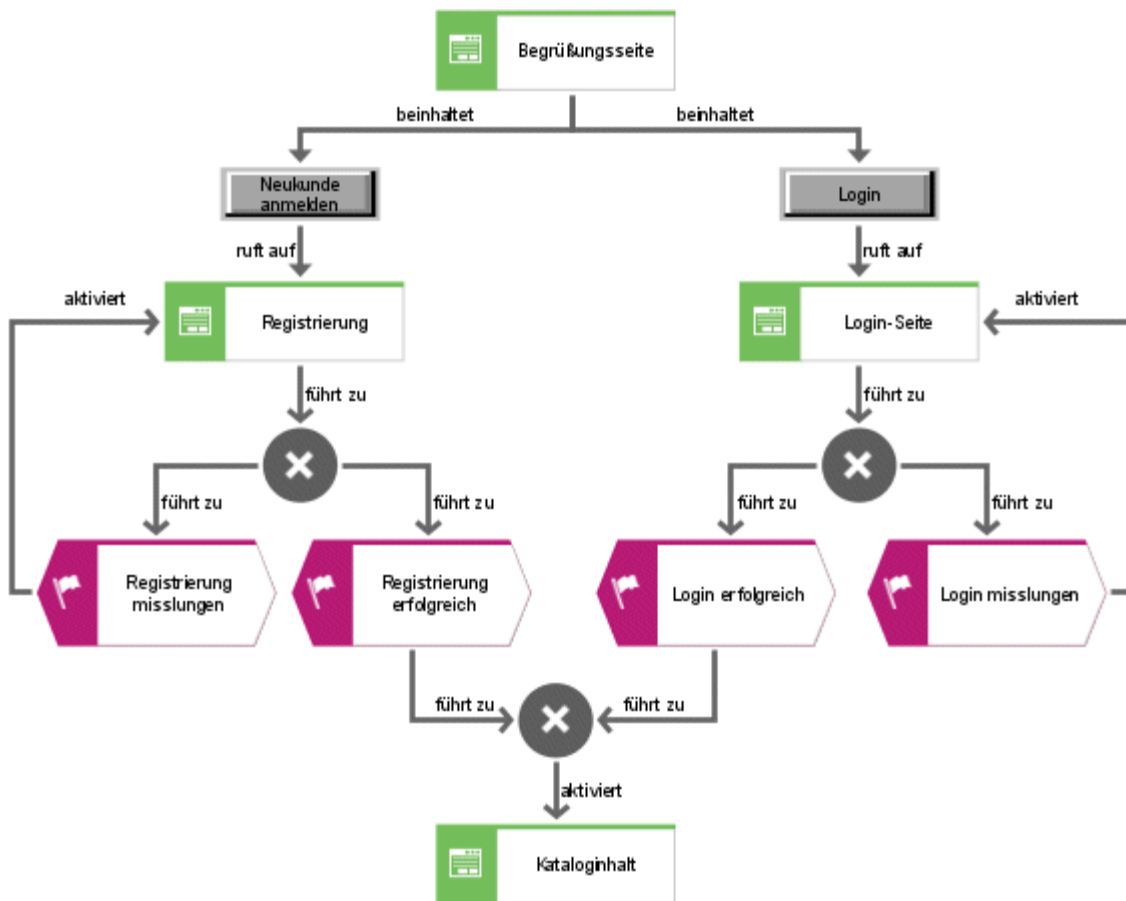 Begrüßungsseite
beinhaltet
beinhaltet
Neukunde
anmelden
Login
ruft auf
ruft auf
aktiviert
aktiviert
Registrierung
Login-Seite
führt zu
führt zu
führt zu
führt zu
führt zu
führt zu
Registrierung
misslungen
Registrierung
erfolgreich
Login erfolgreich
Login misslungen
führt zu
führt zu
aktiviert
Kataloginhalt